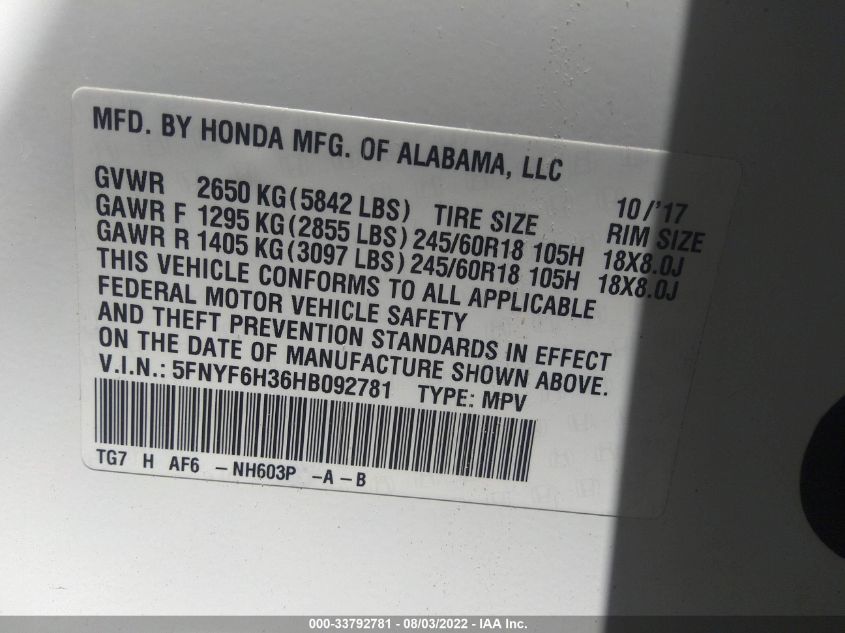 MFD. BY HONDA MFG. OF ALABAMA, LLC
10/'17
GVWR 2650 KG(5842 LBS) TIRE SIZE RIM SIZE
GAWR F 1295 KG(2855 LBS) 245/60R18 105H 18X8.0J
GAWR R 1405 KG(3097 LBS) 245/60R18 105H 18X8.0J
THIS VEHICLE CONFORMS TO ALL APPLICABLE
FEDERAL MOTOR VEHICLE SAFETY
AND THEFT PREVENTION STANDARDS IN EFFECT
ON THE DATE OF MANUFACTURE SHOWN ABOVE.
V.I.N.: 5FNYF6H36HB092781 TYPE: MPV
TG7 H AF6 -NH603P -A-B
000-33792781 - 08/03/2022 - IAA Inc.